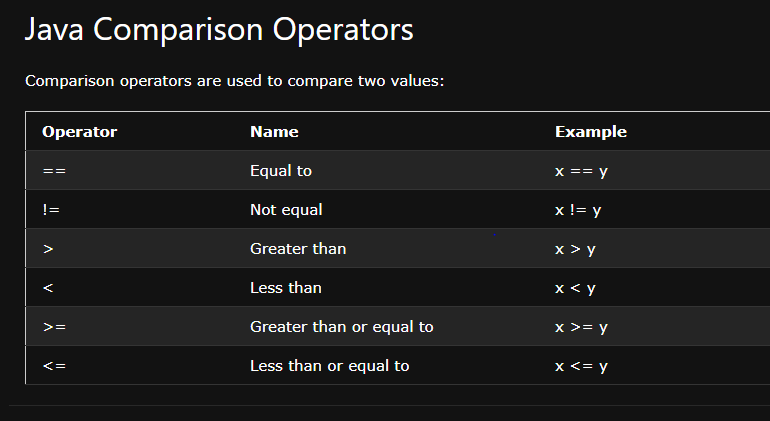 Java Comparison Operators
Comparison operators are used to compare two values:
Operator Name Example
== Equal to x == y
!= Not equal x != y
> Greater than x > y
< Less than x < y
>= Greater than or equal to x >= y
<= Less than or equal to x <= y